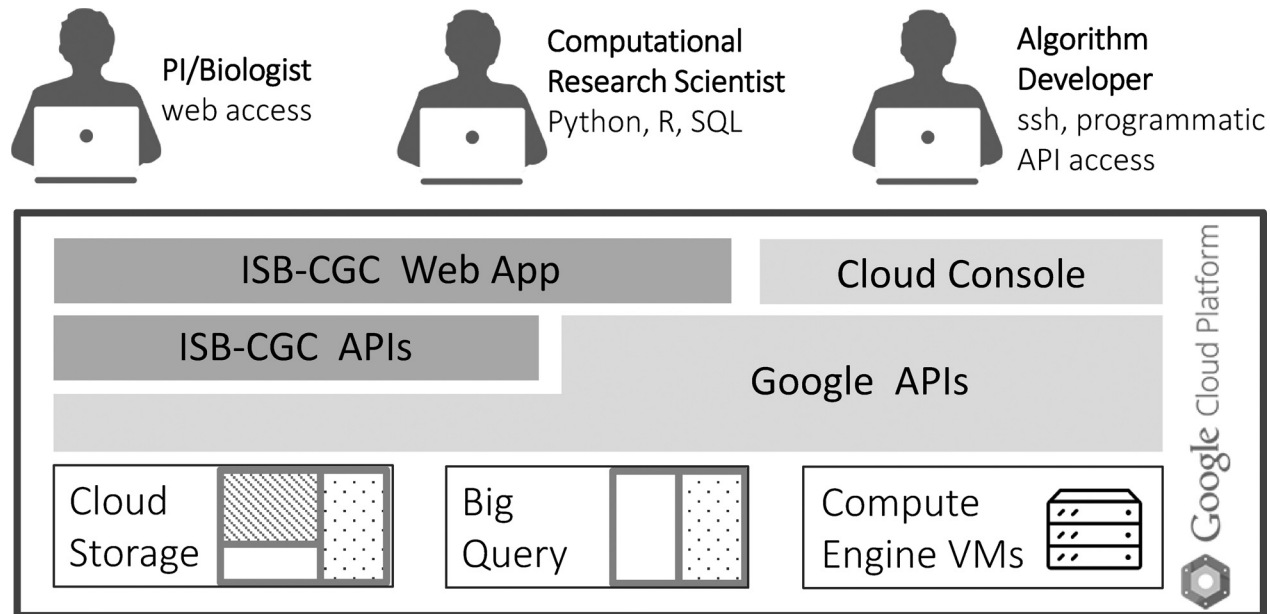 PI/Biologist
web access
Computational
Research Scientist
Python, R, SQL
Algorithm
Developer
ssh, programmatic
API access
ISB-CGC Web App
Cloud Console
ISB-CGC APIs
Google APIs
Cloud
Storage
Big
Query
Compute
Engine VMs
Google Cloud Platform